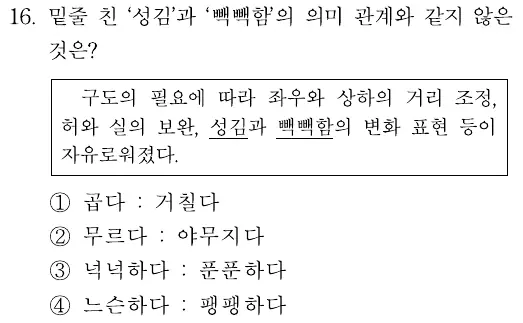 16. 밑줄 친 ‘성김’과 ‘빽빽함’의 의미 관계와 같지 않은
것은?
구도의 필요에 따라 좌우와 상하의 거리 조정,
허와 실의 보완, 성김과 빽빽함의 변화 표현 등이
자유로워졌다.
① 곱다 : 거칠다
② 무르다 : 야무지다
③ 넉넉하다 : 푼푼하다
④ 느슨하다 : 팽팽하다